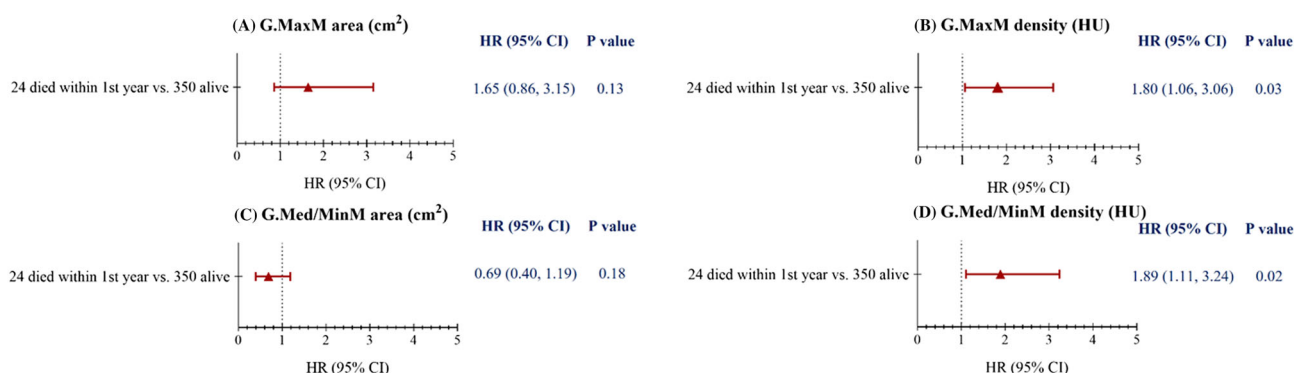 (A) G.MaxM area (cm²)
HR (95% CI) P value
24 died within 1st year vs. 350 alive
1.65 (0.86, 3.15) 0.13
0 1 2 3 4 5
HR (95% CI)
(B) G.MaxM density (HU)
HR (95% CI) P value
24 died within 1st year vs. 350 alive
1.80 (1.06, 3.06) 0.03
0 1 2 3 4 5
HR (95% CI)
(C) G.Med/MinM area (cm²)
HR (95% CI) P value
24 died within 1st year vs. 350 alive
0.69 (0.40, 1.19) 0.18
0 1 2 3 4 5
HR (95% CI)
(D) G.Med/MinM density (HU)
HR (95% CI) P value
24 died within 1st year vs. 350 alive
1.89 (1.11, 3.24) 0.02
0 1 2 3 4 5
HR (95% CI)